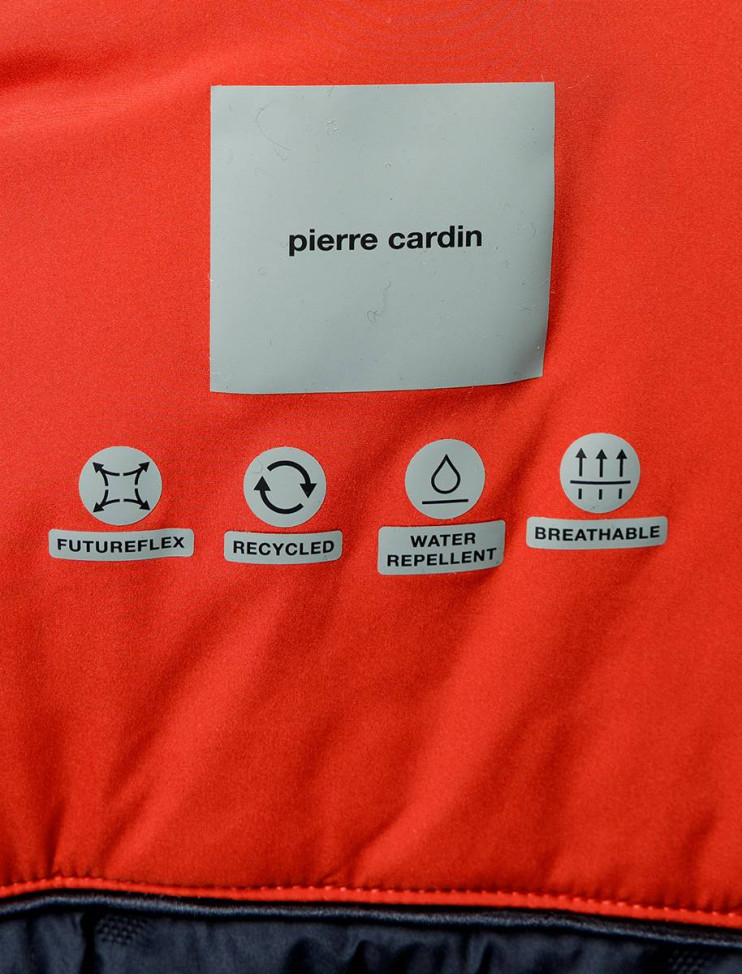 pierre cardin
FUTUREFLEX
RECYCLED
WATER
REPELLENT
BREATHABLE